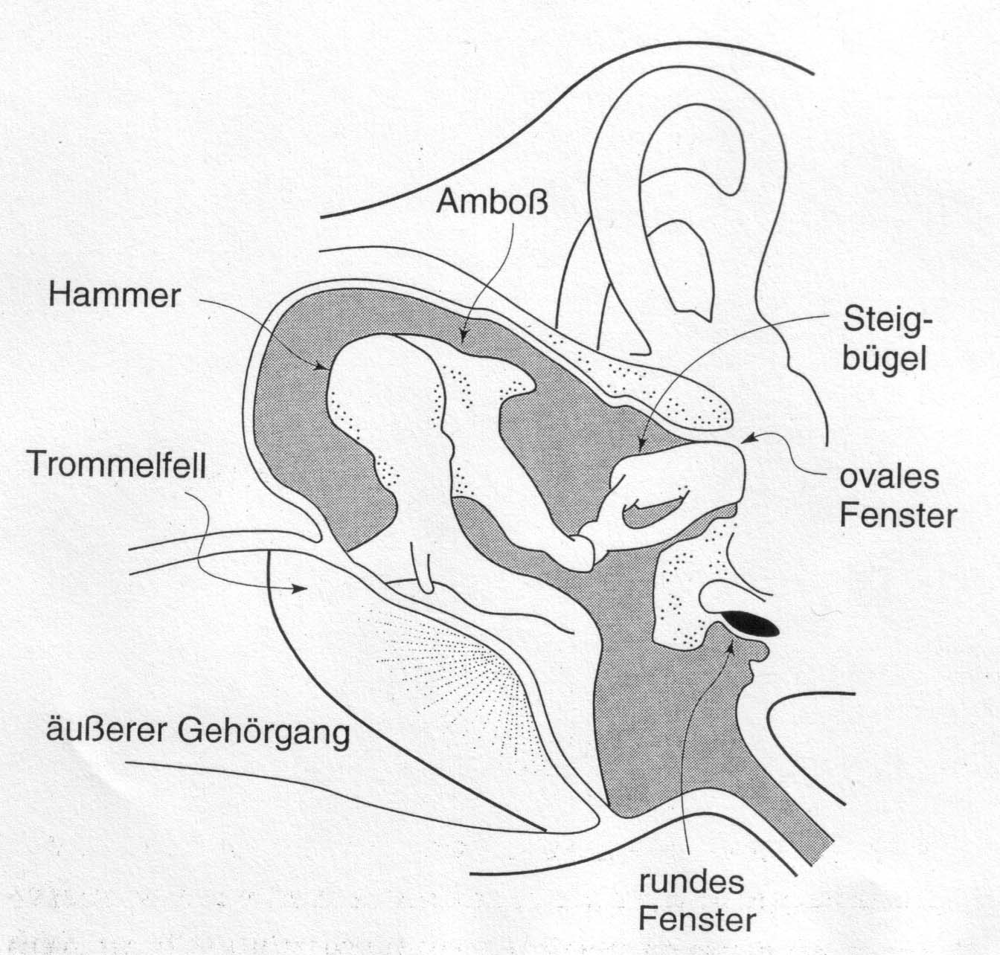 Amboß
Hammer
Steig-
bügel
Trommelfell
ovales
Fenster
äußerer Gehörgang
rundes
Fenster